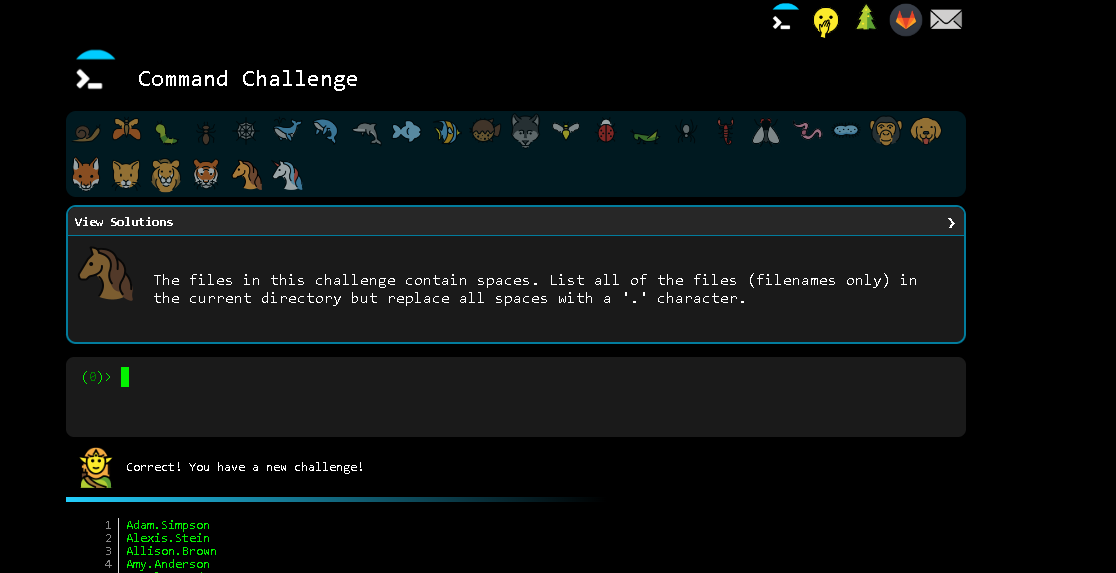 Command Challenge
View Solutions
The files in this challenge contain spaces. List all of the files (filenames only) in
the current directory but replace all spaces with a '.' character.
(0)>
Correct! You have a new challenge!
1 Adam.Simpson
2 Alexis.Stein
3 Allison.Brown
4 Amy.Anderson